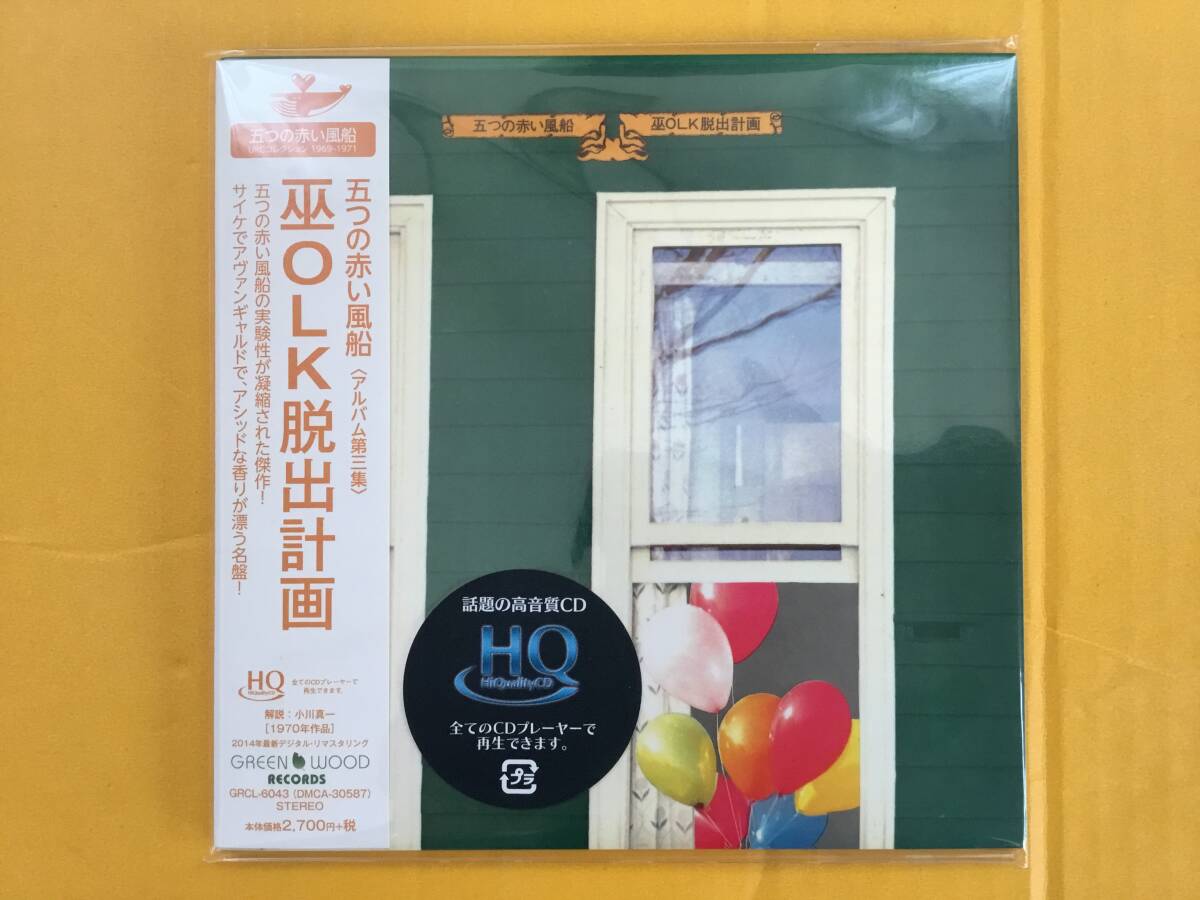 五つの赤い風船
URCコレクション 1969-1971
五つの赤い風船〈アルバム第三集〉
巫OLK脱出計画
五つの赤い風船の実験性が凝縮された傑作！
サイケでアヴァンギャルドで、アシッドな香りが漂う名盤！
HQ
HiQualityCD
全てのCDプレーヤーで
再生できます。
解説：小川真一
［1970年作品］
2014年最新デジタル・リマスタリング
GREEN WOOD
RECORDS
GRCL-6043 (DMCA-30587)
STEREO
本体価格2,700円+税
五つの赤い風船
巫OLK脱出計画
話題の高音質CD
HQ
HiQualityCD
全てのCDプレーヤーで
再生できます。
プラ